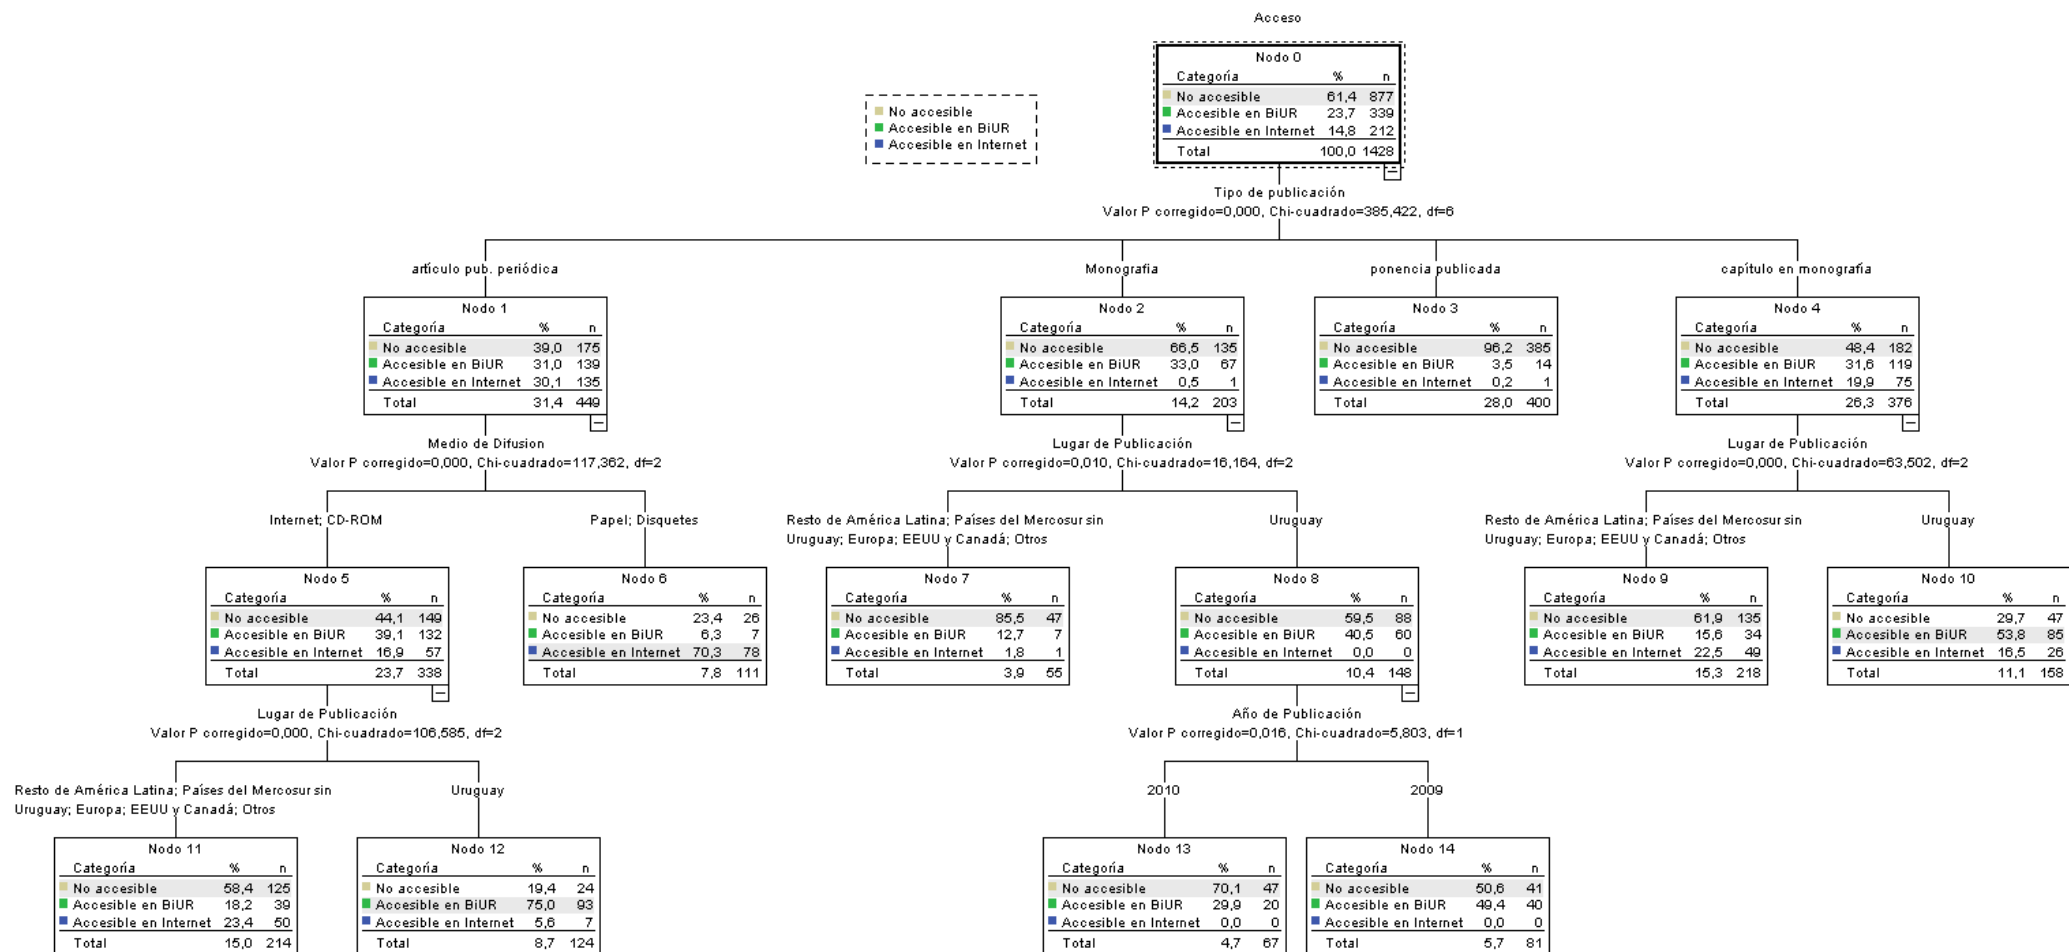 Acceso
Nodo 0
Categoría % n
No accesible 61,4 877
Accesible en BiUR 23,7 339
Accesible en Internet 14,8 212
Total 100,0 1428
No accesible
Accesible en BiUR
Accesible en Internet
Tipo de publicación
Valor P corregido=0,000, Chi-cuadrado=385,422, df=6
artículo pub. periódica
Monografia
ponencia publicada
capítulo en monografía
Nodo 1
Categoría % n
No accesible 39,0 175
Accesible en BiUR 31,0 139
Accesible en Internet 30,1 135
Total 31,4 449
Nodo 2
Categoría % n
No accesible 66,5 135
Accesible en BiUR 33,0 67
Accesible en Internet 0,5 1
Total 14,2 203
Nodo 3
Categoría % n
No accesible 96,2 385
Accesible en BiUR 3,5 14
Accesible en Internet 0,2 1
Total 28,0 400
Nodo 4
Categoría % n
No accesible 48,4 182
Accesible en BiUR 31,6 119
Accesible en Internet 19,9 75
Total 26,3 376
Medio de Difusion
Valor P corregido=0,000, Chi-cuadrado=117,362, df=2
Lugar de Publicación
Valor P corregido=0,010, Chi-cuadrado=16,164, df=2
Lugar de Publicación
Valor P corregido=0,000, Chi-cuadrado=63,502, df=2
Internet; CD-ROM
Papel; Disquetes
Resto de América Latina; Países del Mercosur sin
Uruguay; Europa; EEUU y Canadá; Otros
Uruguay
Resto de América Latina; Países del Mercosur sin
Uruguay; Europa; EEUU y Canadá; Otros
Uruguay
Nodo 5
Categoría % n
No accesible 44,1 149
Accesible en BiUR 39,1 132
Accesible en Internet 16,9 57
Total 23,7 338
Nodo 6
Categoría % n
No accesible 23,4 26
Accesible en BiUR 6,3 7
Accesible en Internet 70,3 78
Total 7,8 111
Nodo 7
Categoría % n
No accesible 85,5 47
Accesible en BiUR 12,7 7
Accesible en Internet 1,8 1
Total 3,9 55
Nodo 8
Categoría % n
No accesible 59,5 88
Accesible en BiUR 40,5 60
Accesible en Internet 0,0 0
Total 10,4 148
Nodo 9
Categoría % n
No accesible 61,9 135
Accesible en BiUR 15,6 34
Accesible en Internet 22,5 49
Total 15,3 218
Nodo 10
Categoría % n
No accesible 29,7 47
Accesible en BiUR 53,8 85
Accesible en Internet 16,5 26
Total 11,1 158
Lugar de Publicación
Valor P corregido=0,000, Chi-cuadrado=106,585, df=2
Año de Publicación
Valor P corregido=0,016, Chi-cuadrado=5,803, df=1
Resto de América Latina; Países del Mercosur sin
Uruguay; Europa; EEUU y Canadá; Otros
Uruguay
2010
2009
Nodo 11
Categoría % n
No accesible 58,4 125
Accesible en BiUR 18,2 39
Accesible en Internet 23,4 50
Total 15,0 214
Nodo 12
Categoría % n
No accesible 19,4 24
Accesible en BiUR 75,0 93
Accesible en Internet 5,6 7
Total 8,7 124
Nodo 13
Categoría % n
No accesible 70,1 47
Accesible en BiUR 29,9 20
Accesible en Internet 0,0 0
Total 4,7 67
Nodo 14
Categoría % n
No accesible 50,6 41
Accesible en BiUR 49,4 40
Accesible en Internet 0,0 0
Total 5,7 81